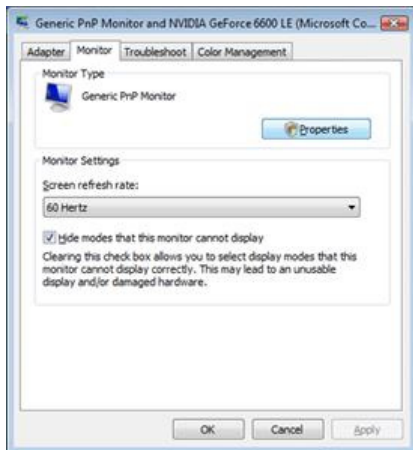 Generic PnP Monitor and NVIDIA GeForce 6600 LE (Microsoft Co...
Adapter Monitor Troubleshoot Color Management
Monitor Type
Generic PnP Monitor
Properties
Monitor Settings
Screen refresh rate:
60 Hertz
Hide modes that this monitor cannot display
Clearing this check box allows you to select display modes that this
monitor cannot display correctly. This may lead to an unusable
display and/or damaged hardware.
OK Cancel Apply